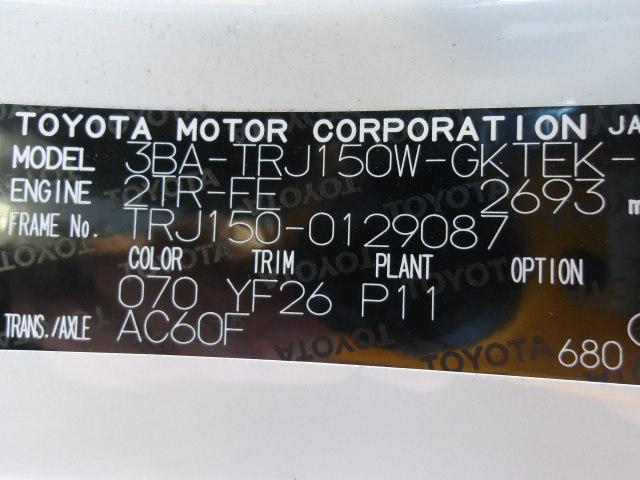 TOYOTA MOTOR CORPORATION JA
MODEL 3BA-TRJ150W-GKTEK-
ENGINE 2TR-FE 2693 m
FRAME No. TRJ150-0129087
COLOR TRIM PLANT OPTION
070 YF26 P11
TRANS./AXLE AC60F
680